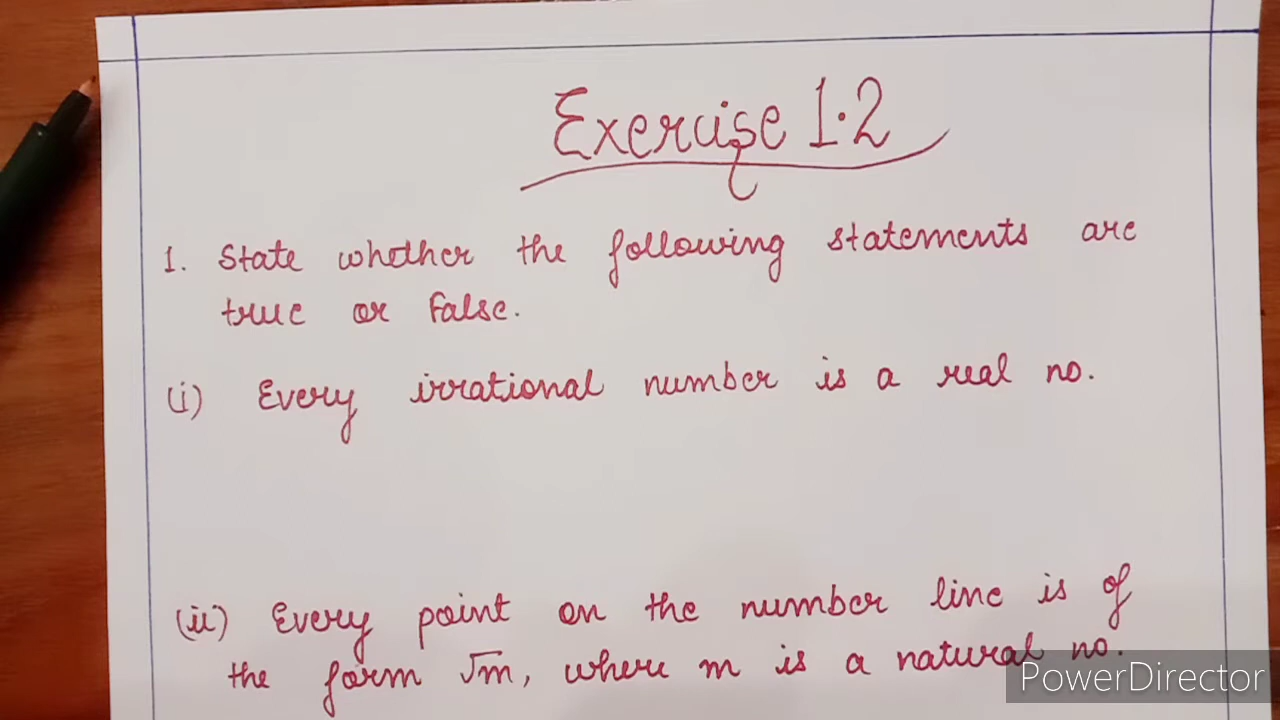 Exercise 1.2
1. State whether the following statements are
true or false.
(i) Every irrational number is a real no.
(ii) Every point on the number line is of
the form √m, where m is a natural no.
PowerDirector